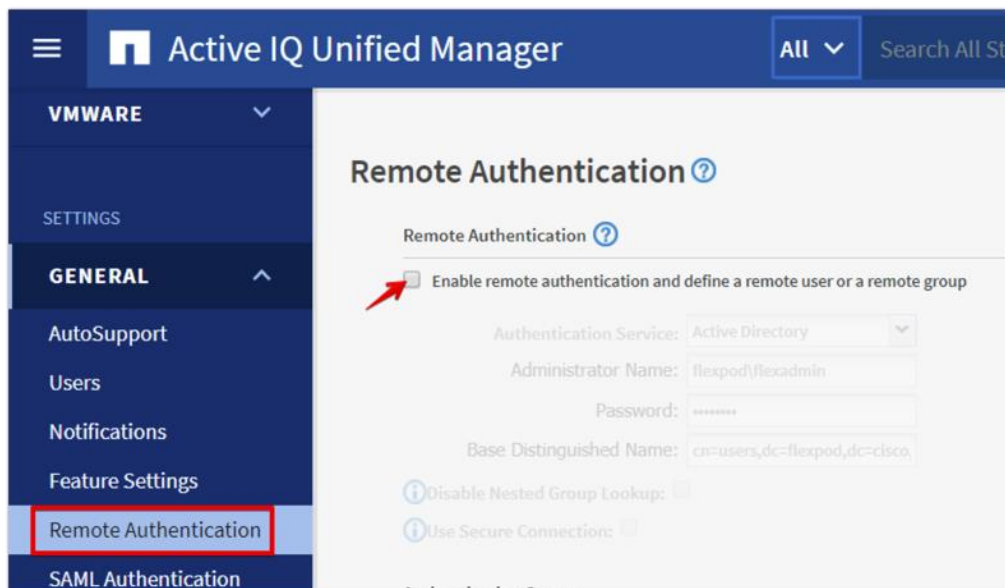 Active IQ Unified Manager
All
Search All St
VMWARE
SETTINGS
GENERAL
AutoSupport
Users
Notifications
Feature Settings
Remote Authentication
SAML Authentication
Remote Authentication
Remote Authentication
Enable remote authentication and define a remote user or a remote group
Authentication Service: Active Directory
Administrator Name: flexpod\flexadmin
Password: ••••••••
Base Distinguished Name: cn=users,dc=flexpod,dc=cisco,
Disable Nested Group Lookup:
Use Secure Connection: